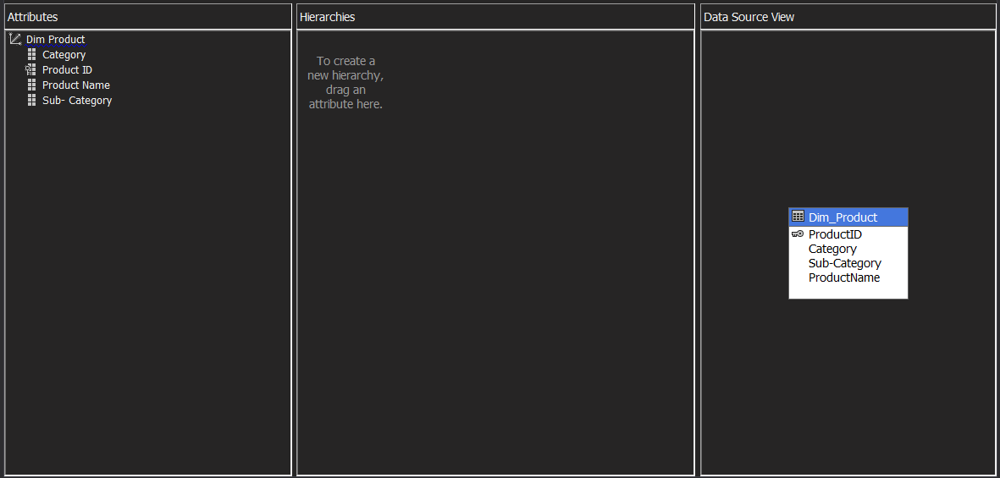 Attributes
Dim Product
Category
Product ID
Product Name
Sub- Category
Hierarchies
To create a
new hierarchy,
drag an
attribute here.
Data Source View
Dim_Product
ProductID
Category
Sub-Category
ProductName